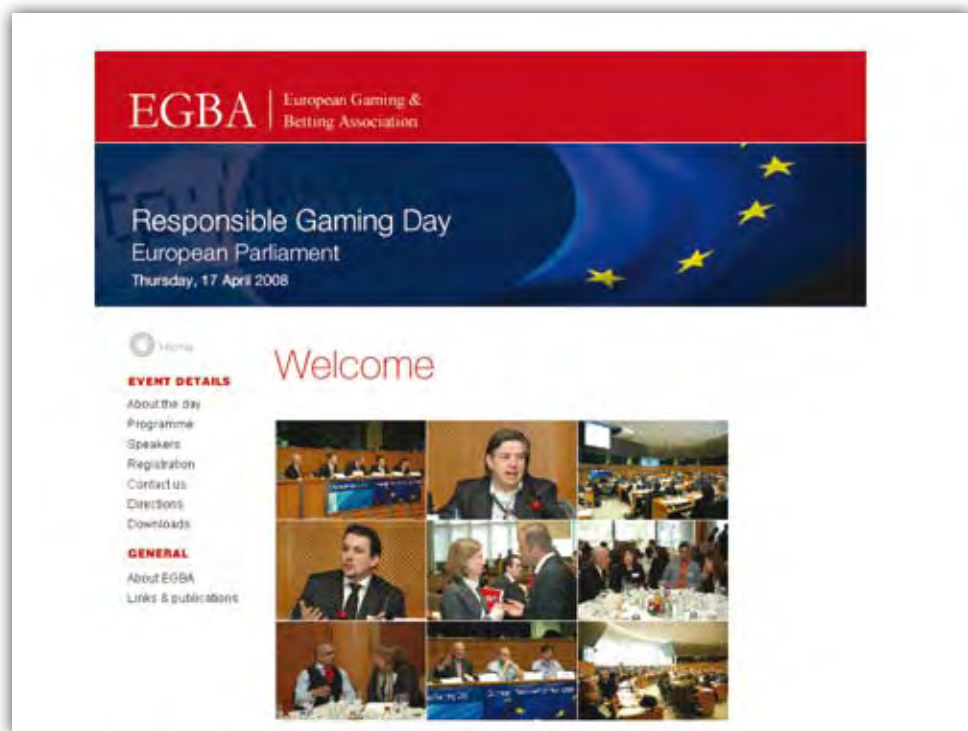 EGBA
European Gaming &
Betting Association
Responsible Gaming Day
European Parliament
Thursday, 17 April 2008
Home
Welcome
EVENT DETAILS
About the day
Programme
Speakers
Registration
Contact us
Directions
Downloads
GENERAL
About EGBA
Links & publications